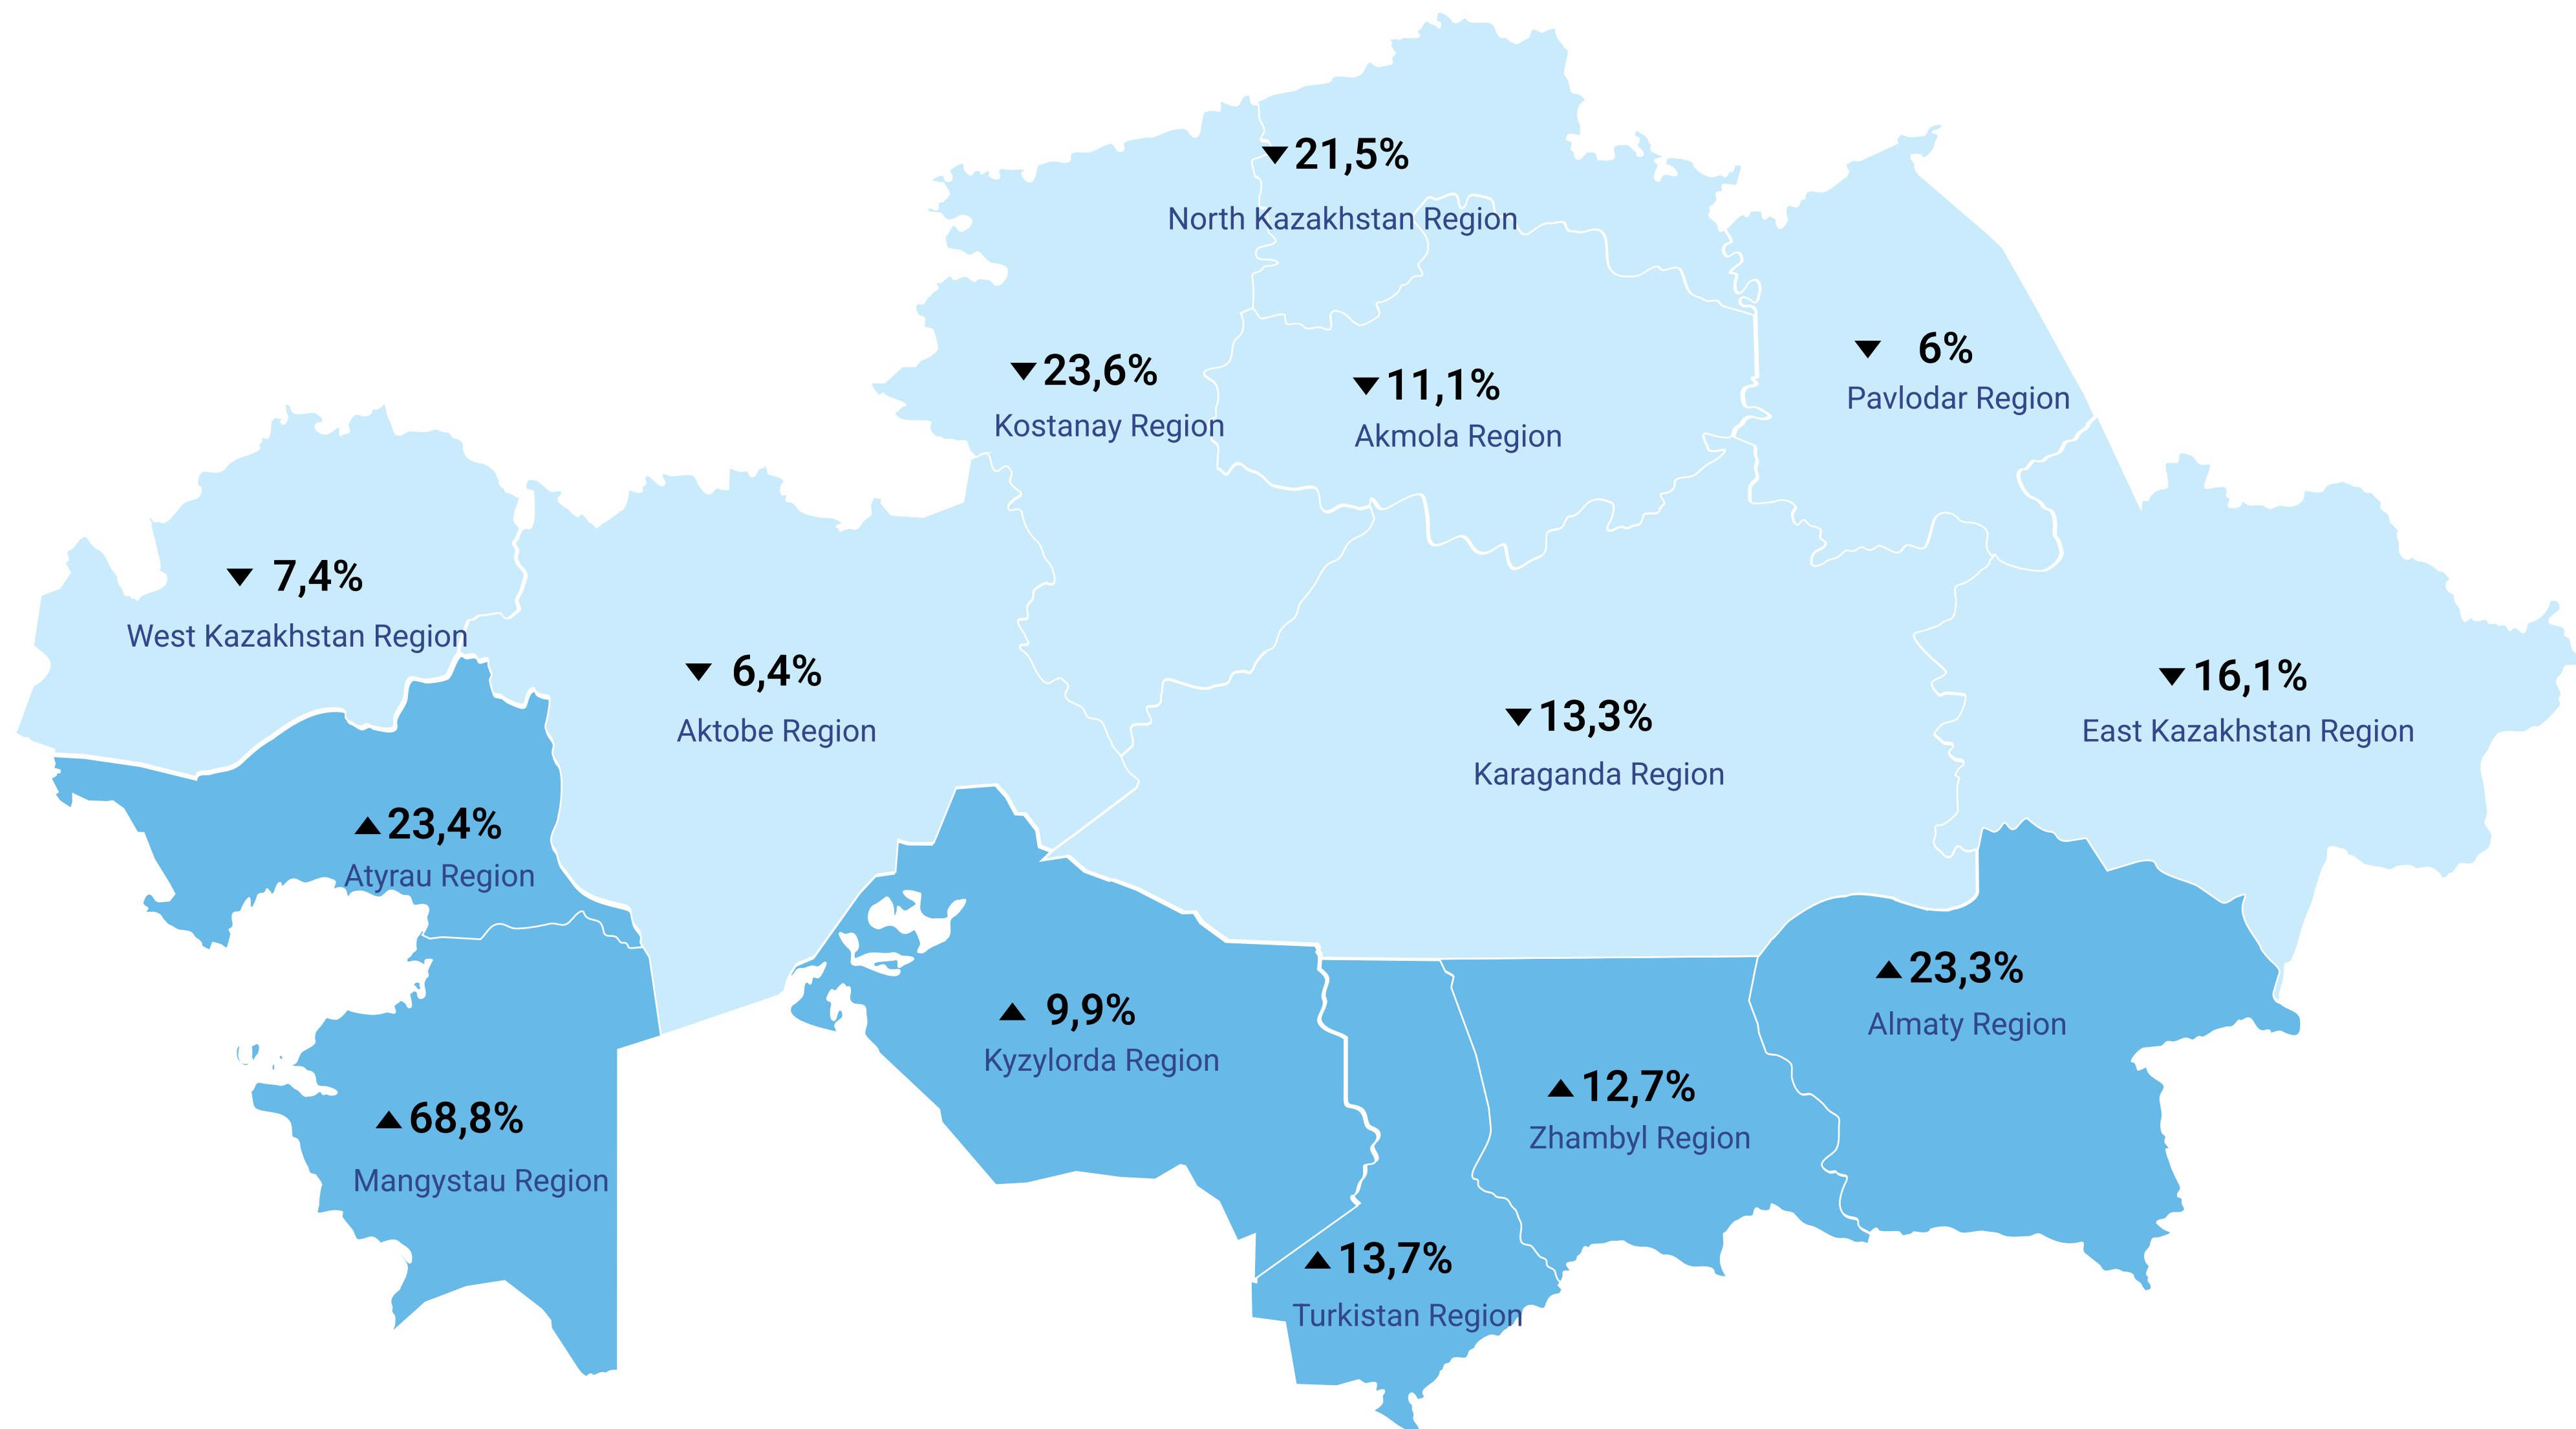 ▼21,5%
North Kazakhstan Region
▼ 6%
Pavlodar Region
▼23,6%
Kostanay Region
▼11,1%
Akmola Region
▼ 7,4%
West Kazakhstan Region
▼ 6,4%
Aktobe Region
▼13,3%
Karaganda Region
▼16,1%
East Kazakhstan Region
▲23,4%
Atyrau Region
▲23,3%
Almaty Region
▲ 9,9%
Kyzylorda Region
▲12,7%
Zhambyl Region
▲68,8%
Mangystau Region
▲13,7%
Turkistan Region